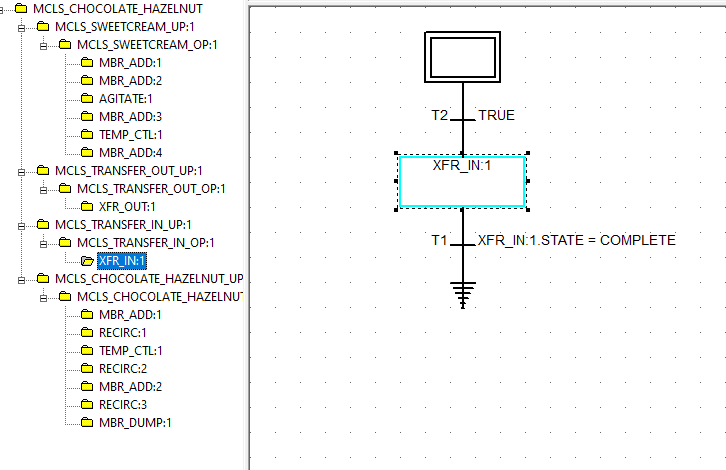 MCLS_CHOCOLATE_HAZELNUT
MCLS_SWEETCREAM_UP:1
MCLS_SWEETCREAM_OP:1
MBR_ADD:1
MBR_ADD:2
AGITATE:1
MBR_ADD:3
TEMP_CTL:1
MBR_ADD:4
MCLS_TRANSFER_OUT_UP:1
MCLS_TRANSFER_OUT_OP:1
XFR_OUT:1
MCLS_TRANSFER_IN_UP:1
MCLS_TRANSFER_IN_OP:1
XFR_IN:1
MCLS_CHOCOLATE_HAZELNUT_UP
MCLS_CHOCOLATE_HAZELNUT
MBR_ADD:1
RECIRC:1
TEMP_CTL:1
RECIRC:2
MBR_ADD:2
RECIRC:3
MBR_DUMP:1
T2 TRUE
XFR_IN:1
T1 XFR_IN:1.STATE = COMPLETE